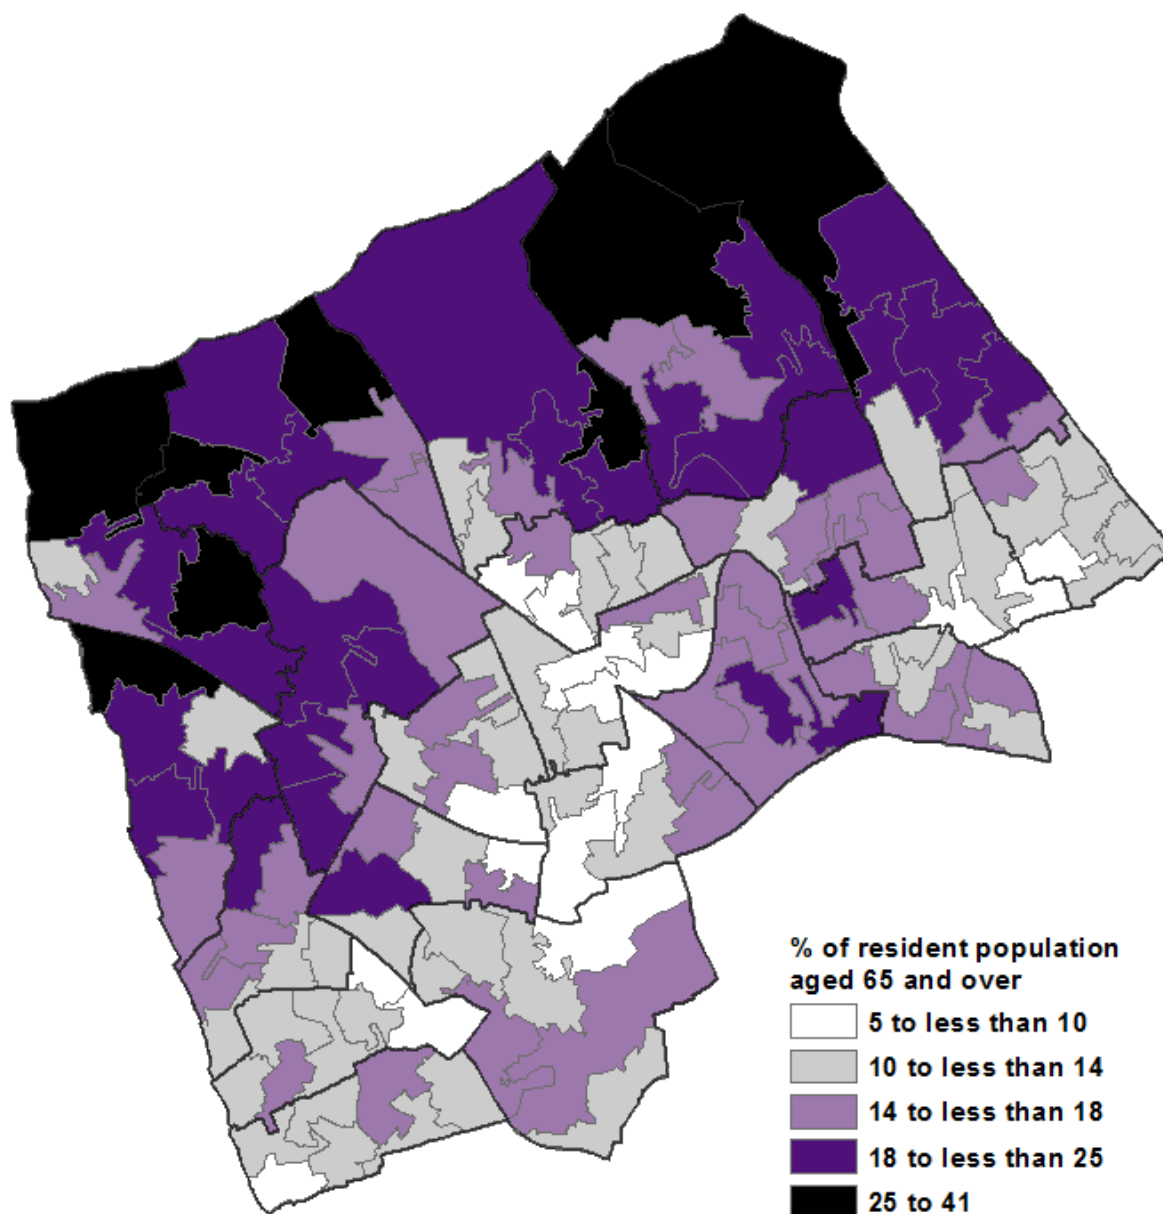 % of resident population
aged 65 and over
5 to less than 10
10 to less than 14
14 to less than 18
18 to less than 25
25 to 41